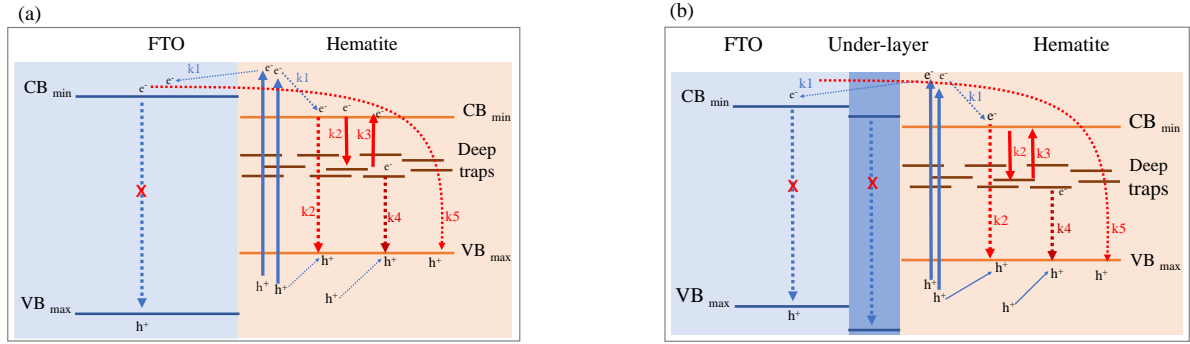 (a)
FTO Hematite
e⁻ e⁻
k1 k1
e⁻ e⁻
CB min e⁻ e⁻ e⁻ e⁻ CB min
k2 k3
Deep
e⁻ traps
X
k2 k4 k5
VB max
h⁺ h⁺ h⁺
h⁺ h⁺ h⁺
VB max
h⁺
(b)
FTO Under-layer Hematite
e⁻ e⁻
k1 k1
CB min e⁻ e⁻
CB min
k2 k3
Deep
traps
X X e⁻
k2 k4 k5
VB max
h⁺ h⁺ h⁺
h⁺ h⁺ h⁺
VB max
h⁺